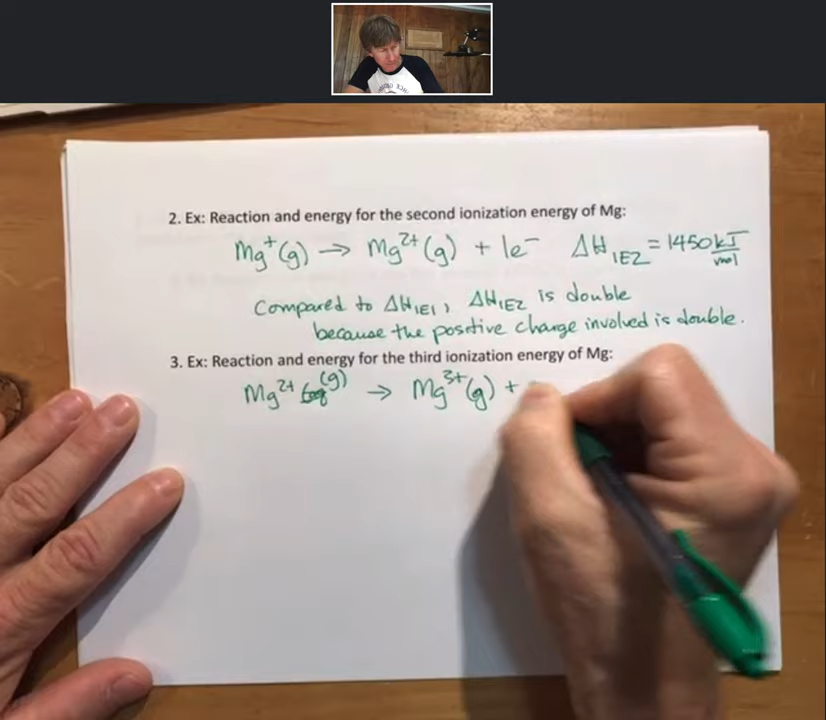 2. Ex: Reaction and energy for the second ionization energy of Mg:
Mg⁺(g) → Mg²⁺(g) + 1e⁻ ΔH IE2 = 1450 kJ/mol
Compared to ΔH IE1, ΔH IE2 is double
because the positive charge involved is double.
3. Ex: Reaction and energy for the third ionization energy of Mg:
Mg²⁺ (g) → Mg³⁺(g) +